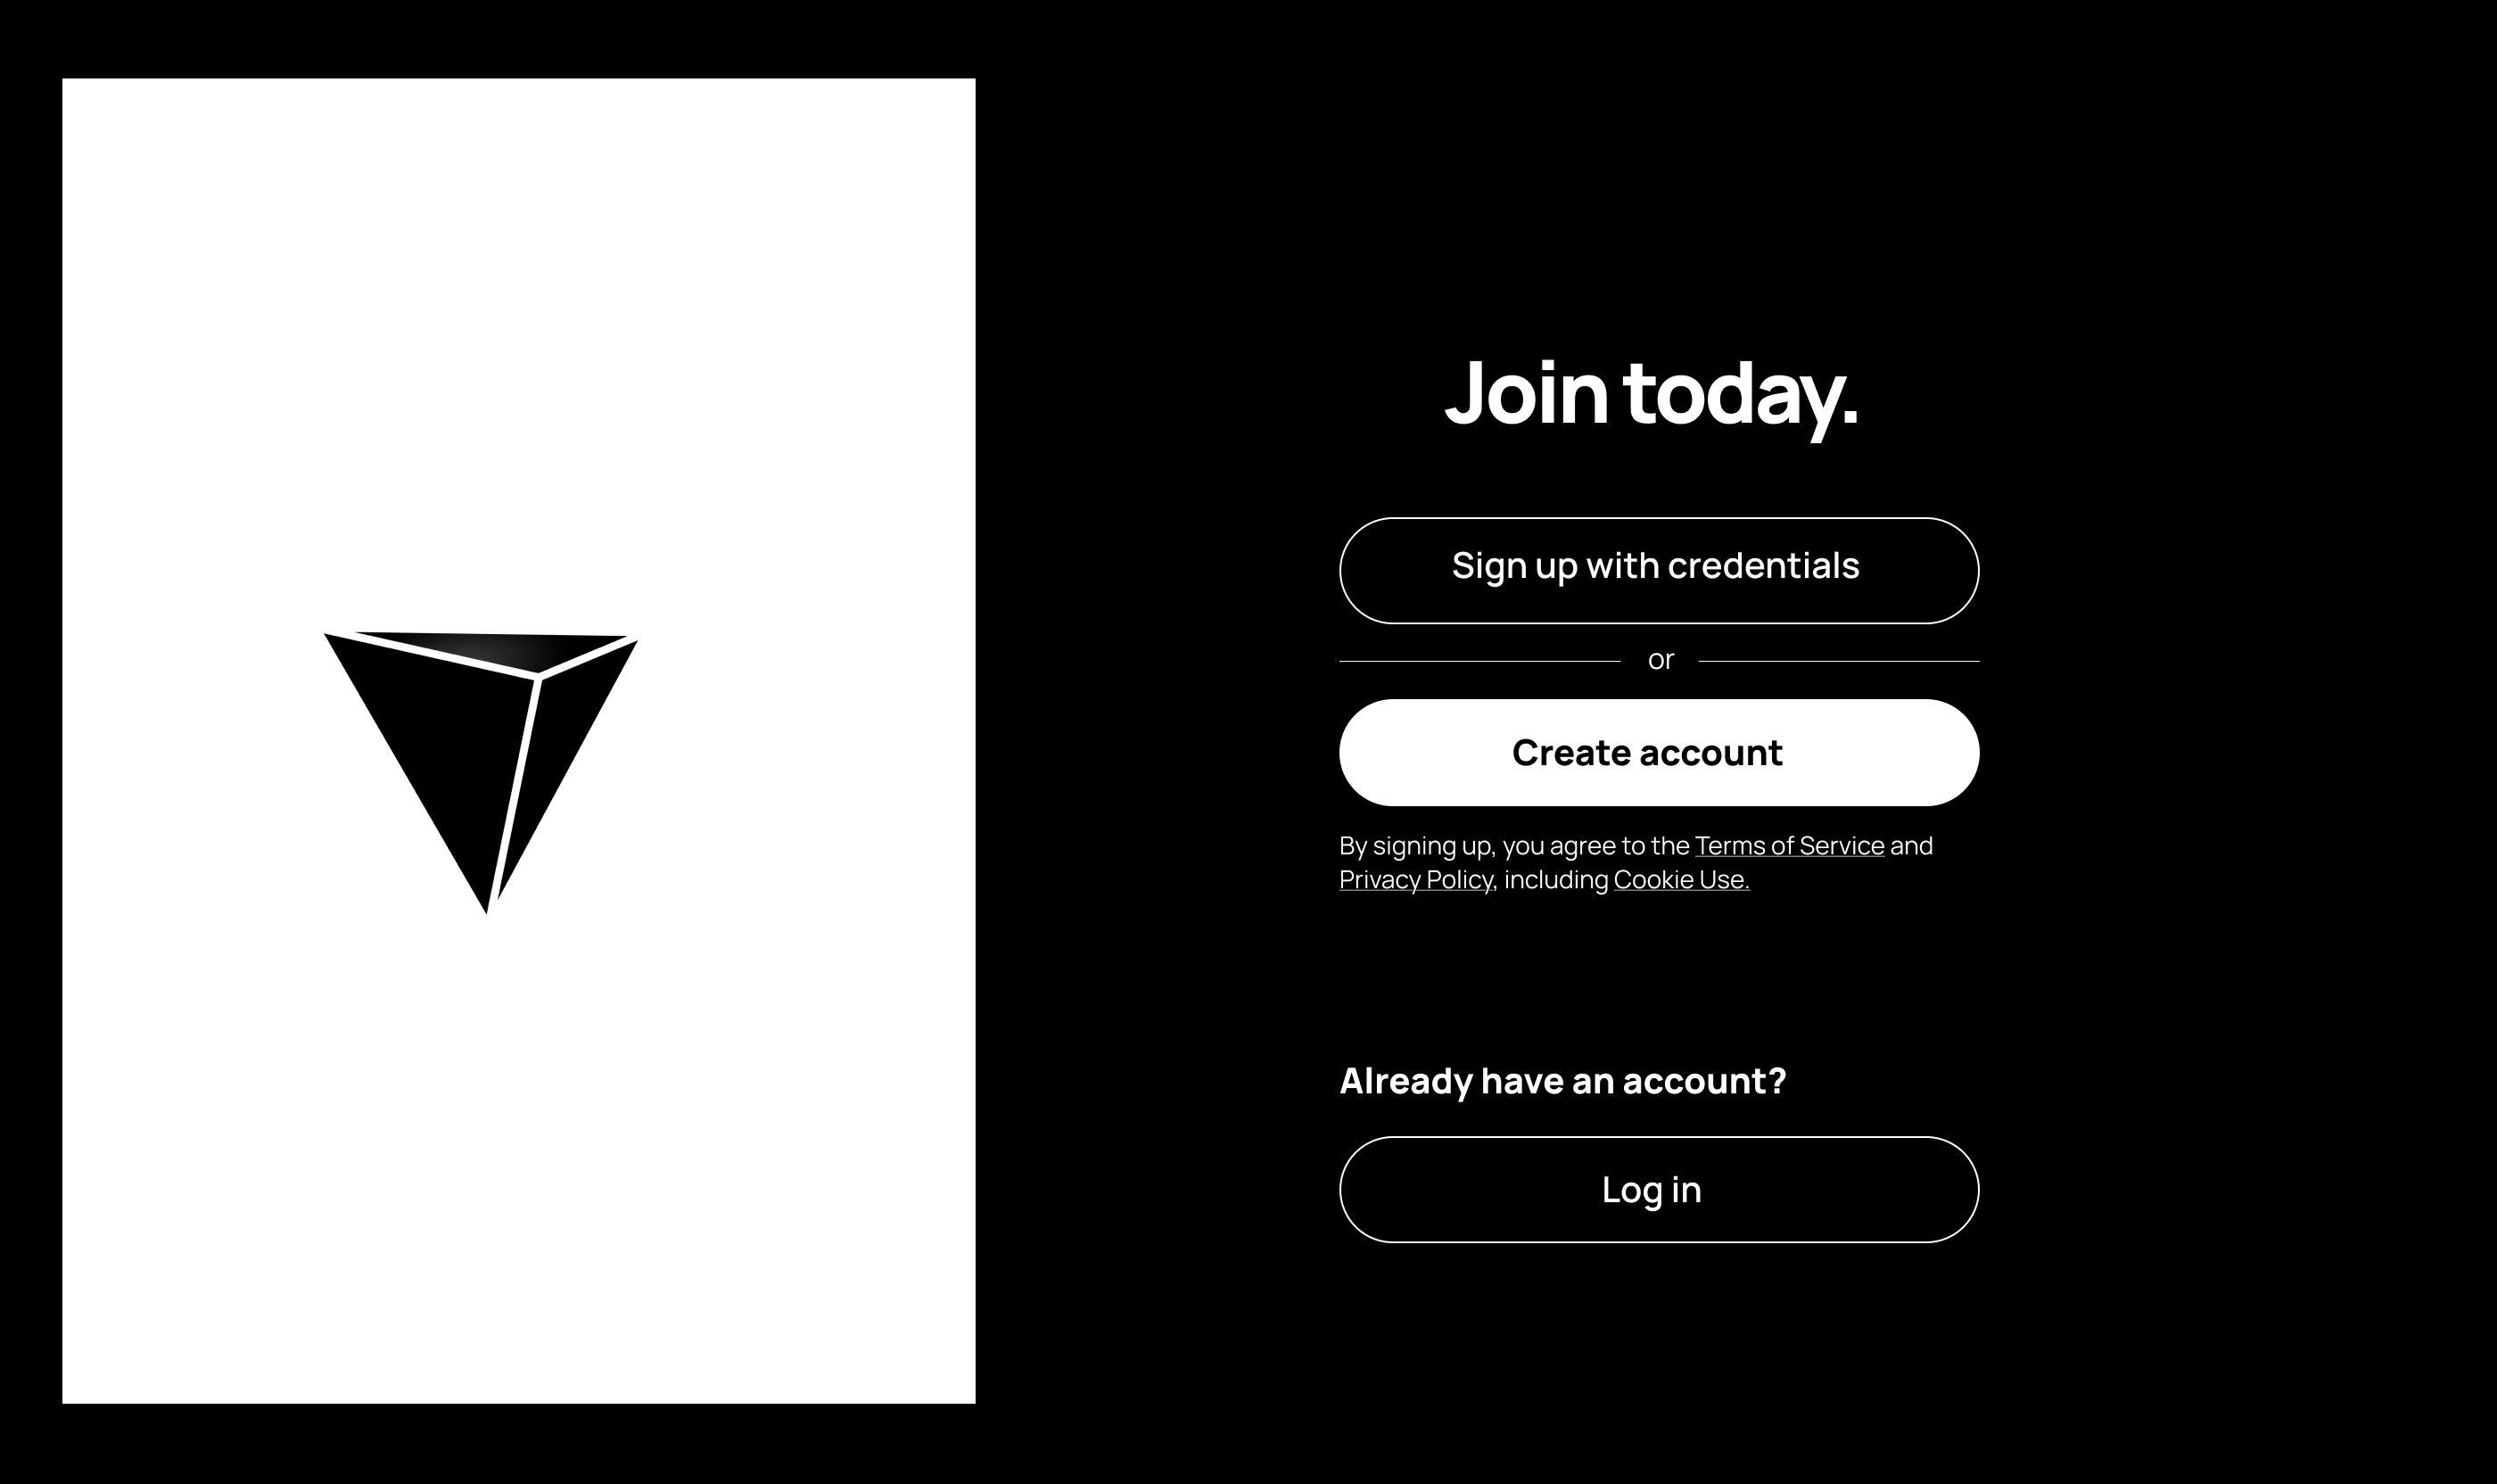 Join today.
Sign up with credentials
or
Create account
By signing up, you agree to the Terms of Service and
Privacy Policy, including Cookie Use.
Already have an account?
Log in